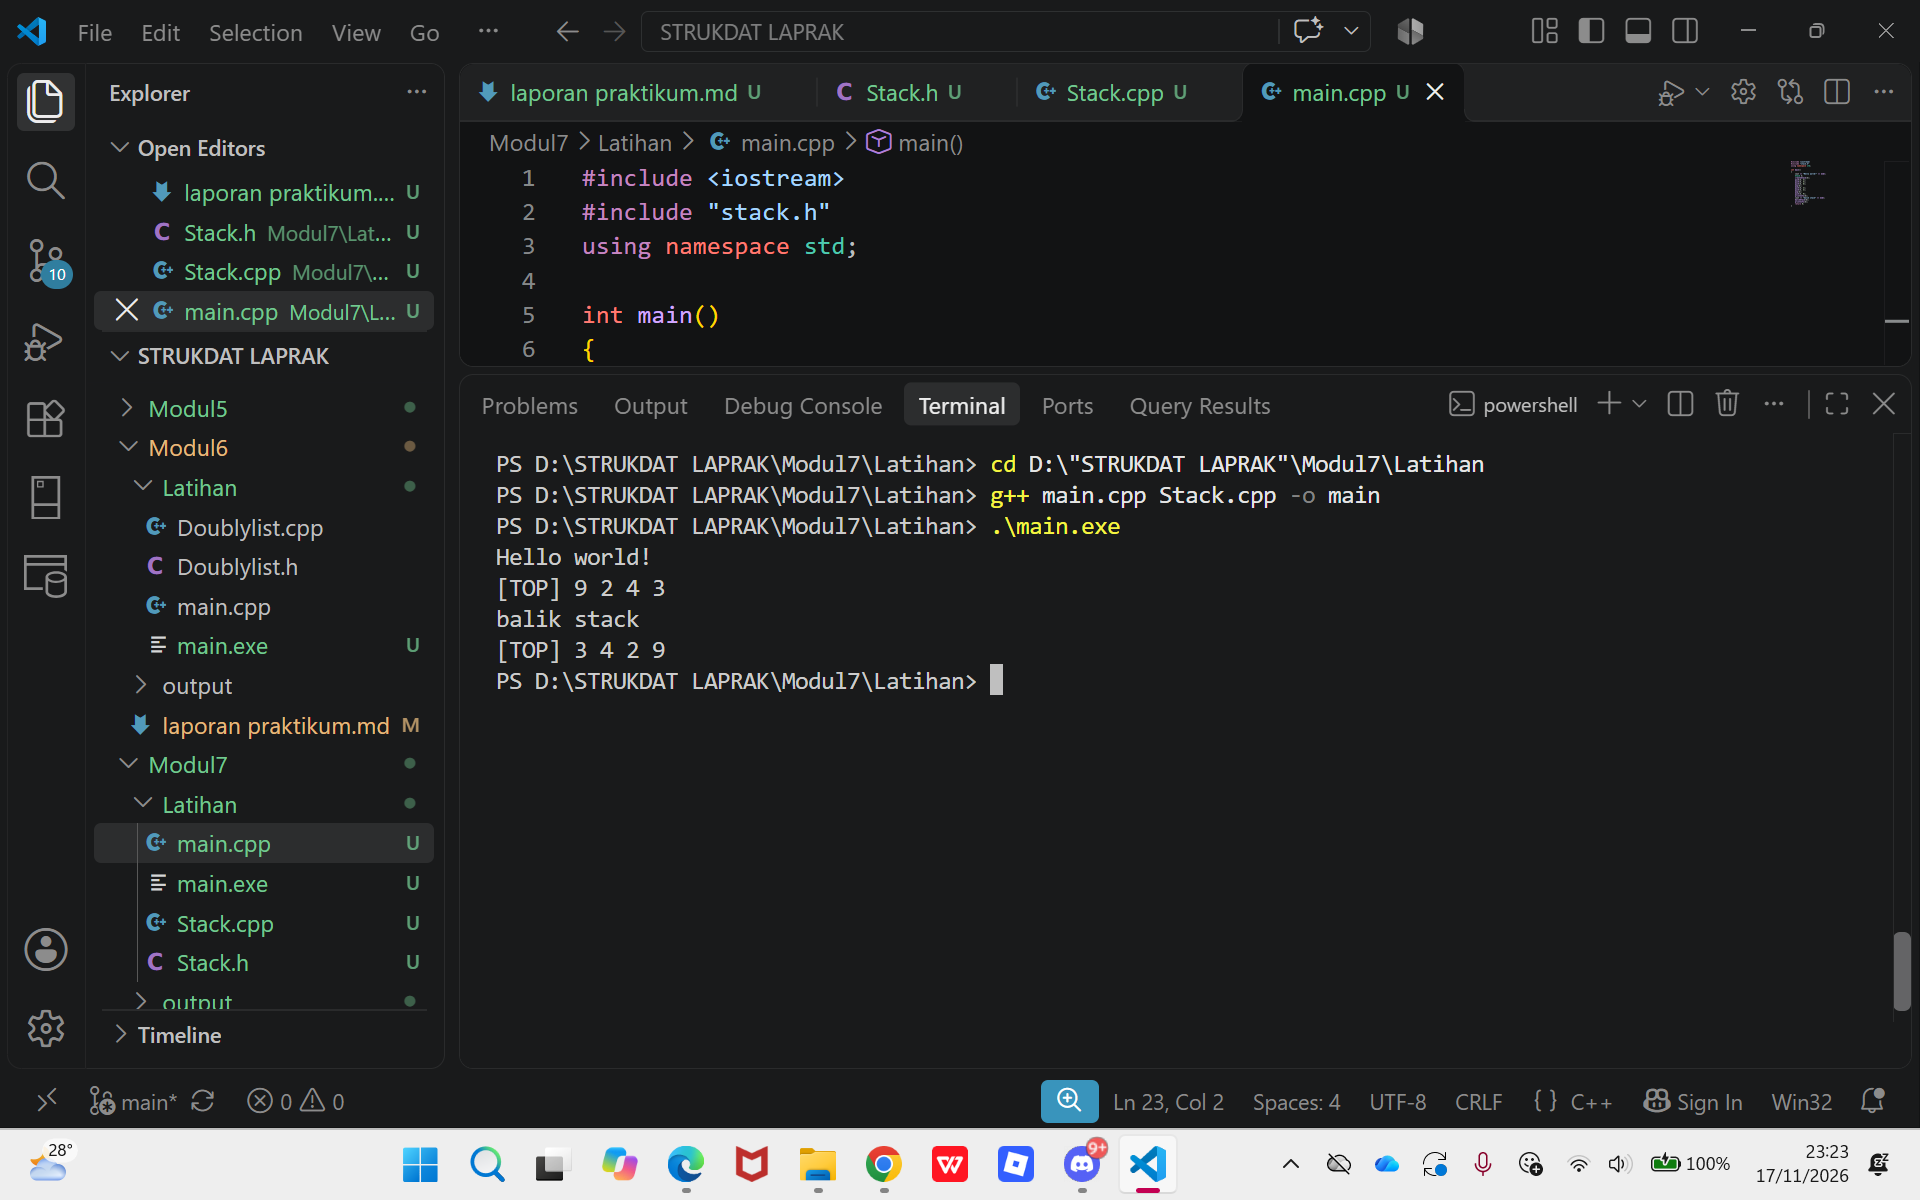 File Edit Selection View Go ··· STRUKDAT LAPRAK
Explorer ···
Open Editors
laporan praktikum.... U
Stack.h Modul7\Lat... U
10
Stack.cpp Modul7\... U
main.cpp Modul7\L... U
STRUKDAT LAPRAK
Modul5
Modul6
Latihan
Doublylist.cpp
Doublylist.h
main.cpp
main.exe U
output
laporan praktikum.md M
Modul7
Latihan
main.cpp U
main.exe U
Stack.cpp U
Stack.h U
output
Timeline
laporan praktikum.md U
Stack.h U
Stack.cpp U
main.cpp U
Modul7 > Latihan > main.cpp > main()
1 #include <iostream>
2 #include "stack.h"
3 using namespace std;
4
5 int main()
6 {
Problems Output Debug Console Terminal Ports Query Results powershell
PS D:\STRUKDAT LAPRAK\Modul7\Latihan> cd D:\"STRUKDAT LAPRAK"\Modul7\Latihan
PS D:\STRUKDAT LAPRAK\Modul7\Latihan> g++ main.cpp Stack.cpp -o main
PS D:\STRUKDAT LAPRAK\Modul7\Latihan> .\main.exe
Hello world!
[TOP] 9 2 4 3
balik stack
[TOP] 3 4 2 9
PS D:\STRUKDAT LAPRAK\Modul7\Latihan>
main* 0 0 Ln 23, Col 2 Spaces: 4 UTF-8 CRLF { } C++ Sign In Win32
28° 9+ 100% 23:23
17/11/2026